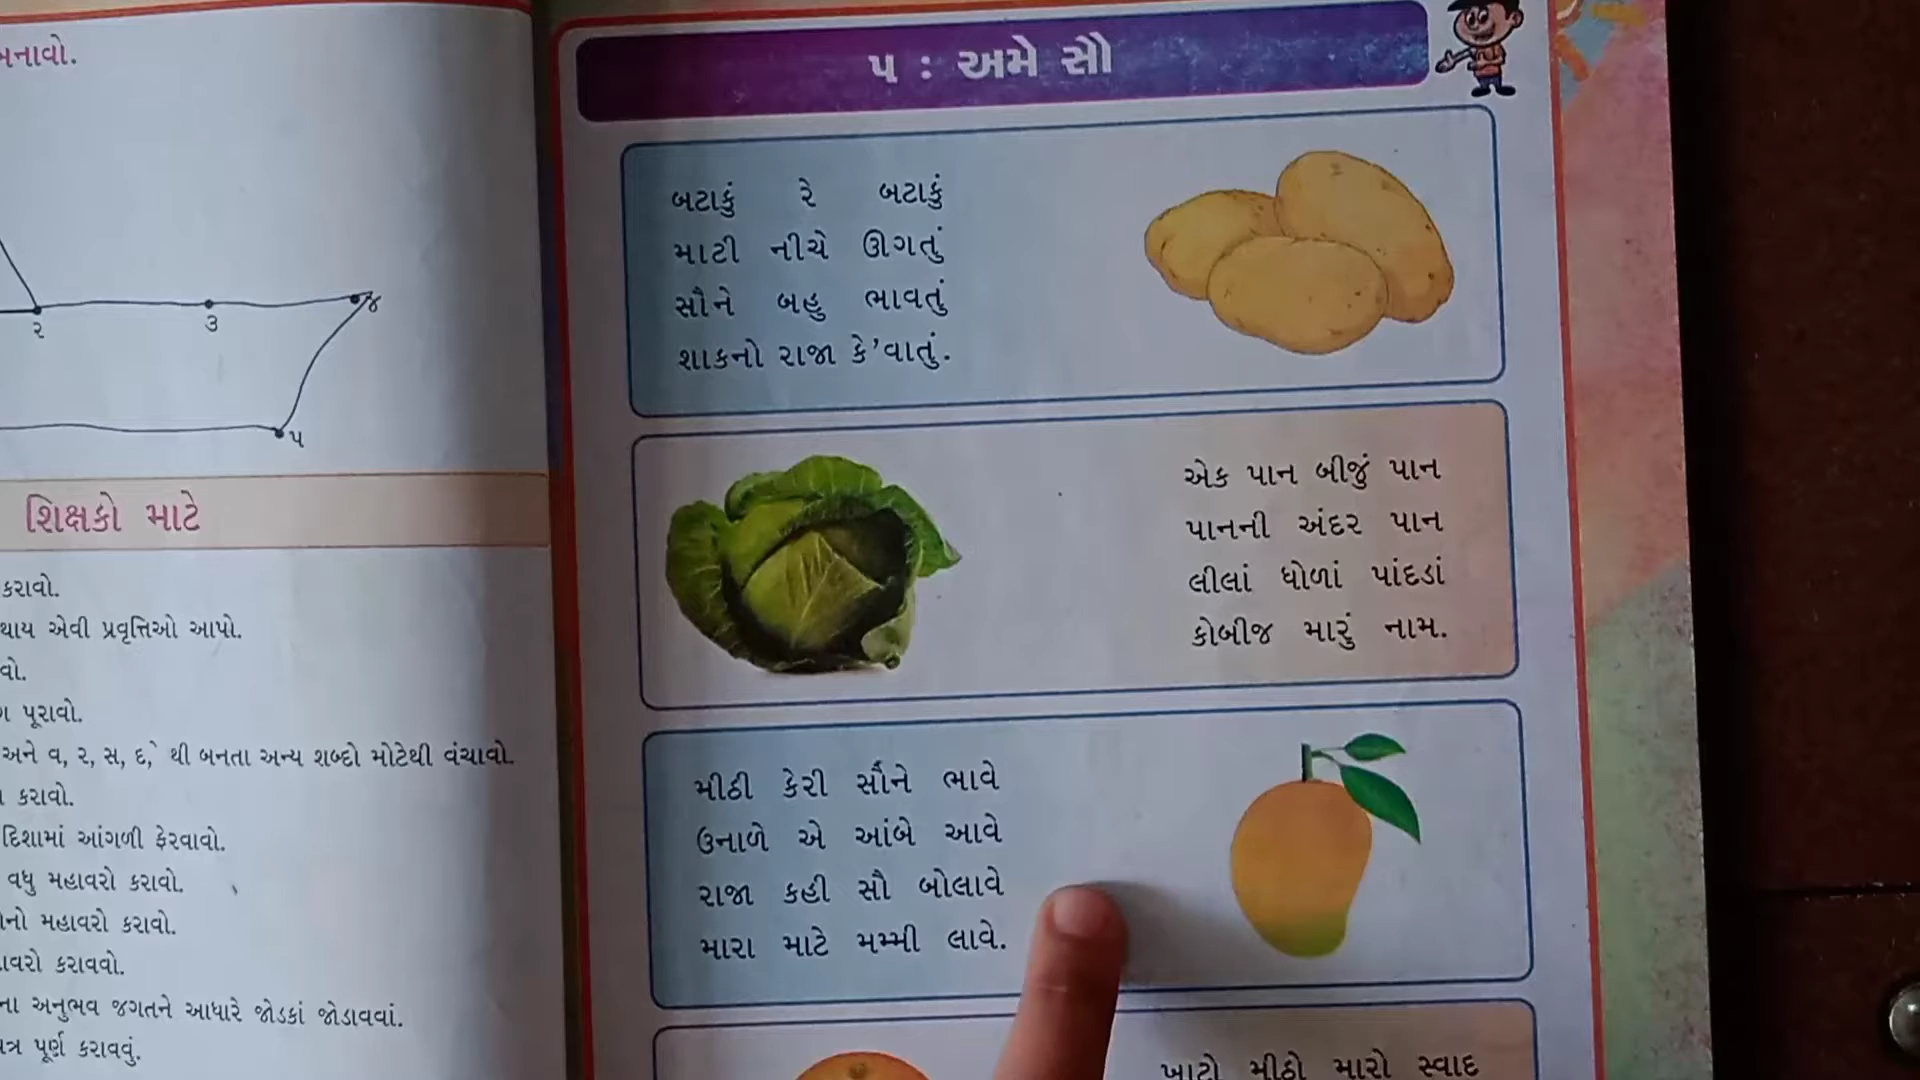 બનાવો.
૨
૩
૪
૫
શિક્ષકો માટે
કરાવો.
થાય એવી પ્રવૃત્તિઓ આપો.
પૂરાવો.
અને વ, ર, સ, દ, ે થી બનતા અન્ય શબ્દો મોટેથી વંચાવો.
કરાવો.
દિશામાં આંગળી ફેરવાવો.
વધુ મહાવરો કરાવો.
મહાવરો કરાવો.
કરાવવો.
અનુભવ જગતને આધારે જોડકાં જોડાવવાં.
પૂર્ણ કરાવવું.
૫ : અમે સૌ
બટાકું રે બટાકું
માટી નીચે ઊગતું
સૌને બહુ ભાવતું
શાકનો રાજા કે'વાતું.
એક પાન બીજું પાન
પાનની અંદર પાન
લીલાં ધોળાં પાંદડાં
કોબીજ મારું નામ.
મીઠી કેરી સૌને ભાવે
ઉનાળે એ આંબે આવે
રાજા કહી સૌ બોલાવે
મારા માટે મમ્મી લાવે.
ખાટો મીઠો મારો સ્વાદ